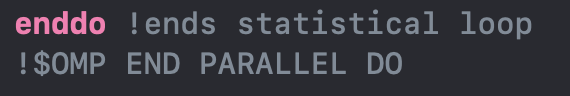 enddo !ends statistical loop
!$OMP END PARALLEL DO